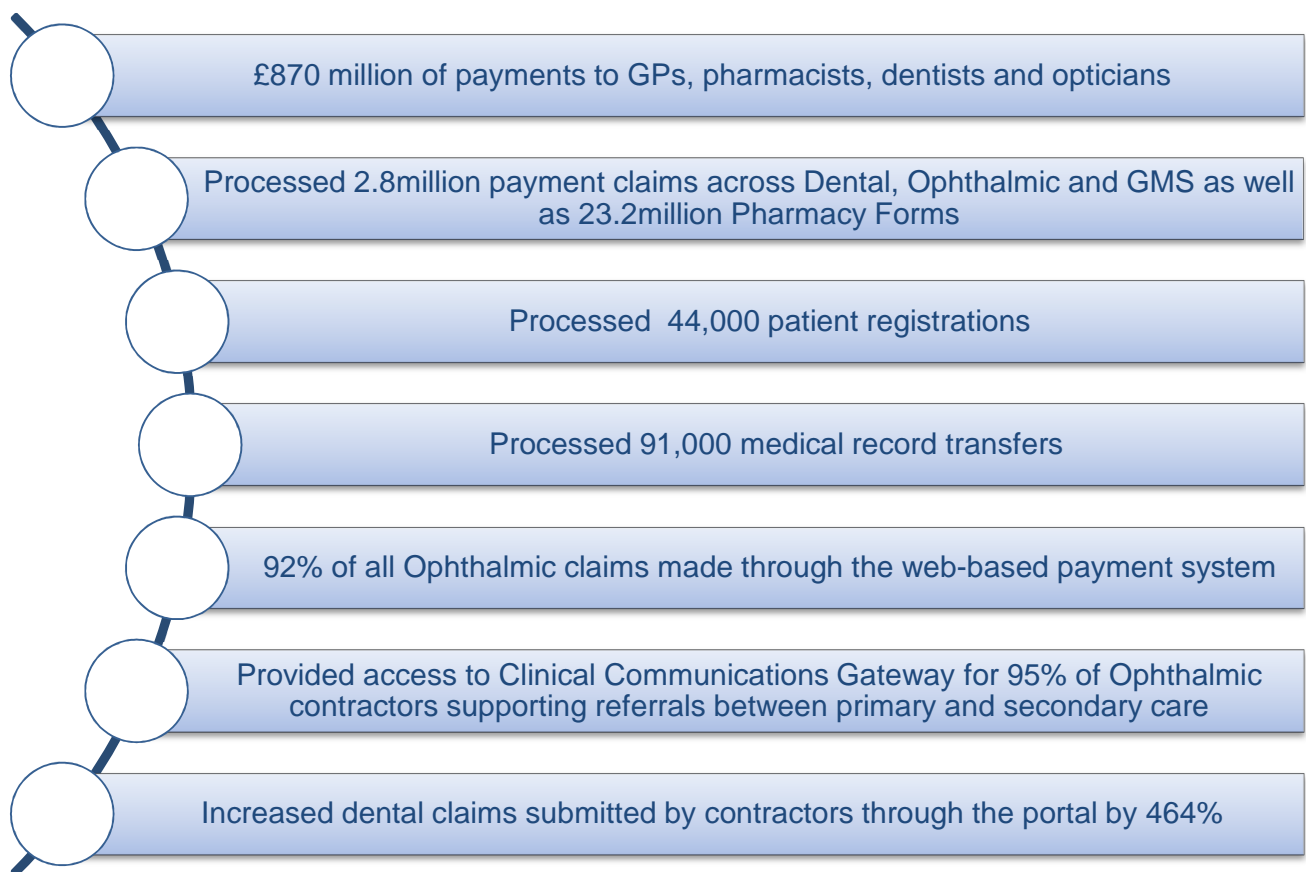 £870 million of payments to GPs, pharmacists, dentists and opticians
Processed 2.8million payment claims across Dental, Ophthalmic and GMS as well
as 23.2million Pharmacy Forms
Processed  44,000 patient registrations
Processed 91,000 medical record transfers
92% of all Ophthalmic claims made through the web-based payment system
Provided access to Clinical Communications Gateway for 95% of Ophthalmic
contractors supporting referrals between primary and secondary care
Increased dental claims submitted by contractors through the portal by 464%